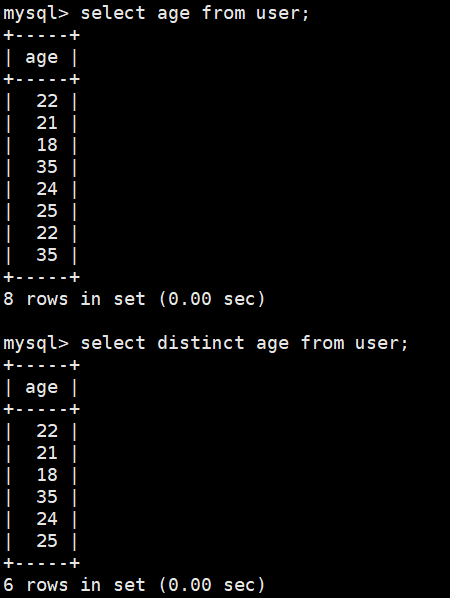 mysql> select age from user;
+-----+
| age |
+-----+
|  22 |
|  21 |
|  18 |
|  35 |
|  24 |
|  25 |
|  22 |
|  35 |
+-----+
8 rows in set (0.00 sec)

mysql> select distinct age from user;
+-----+
| age |
+-----+
|  22 |
|  21 |
|  18 |
|  35 |
|  24 |
|  25 |
+-----+
6 rows in set (0.00 sec)